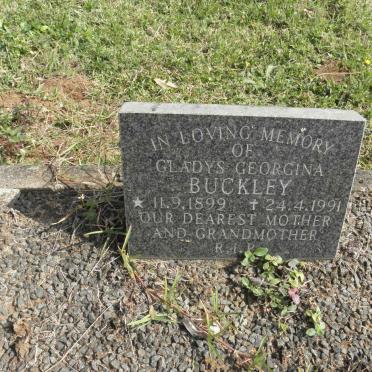 IN LOVING MEMORY
OF
GLADYS GEORGINA
BUCKLEY
★ 11.9.1899 ✝ 24.4.1991
OUR DEAREST MOTHER
AND GRANDMOTHER
R.I.P.